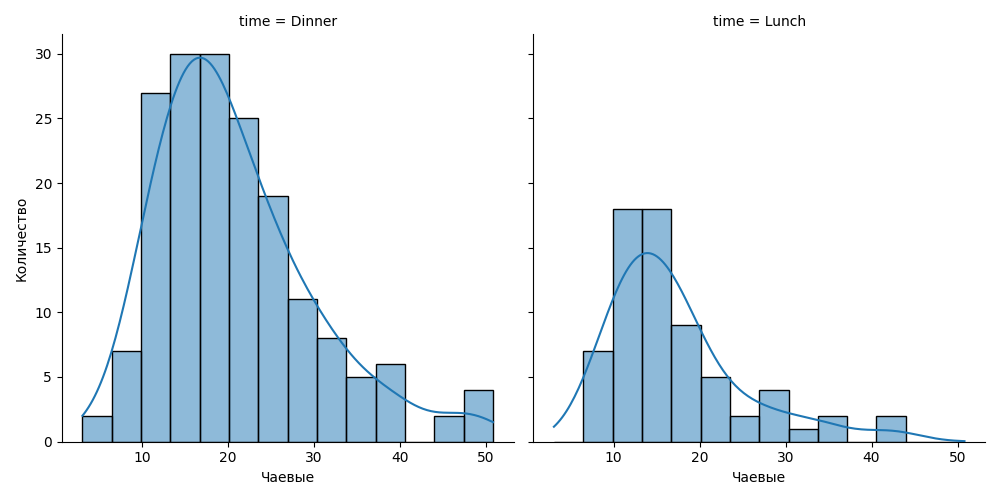 time = Dinner
time = Lunch
30
25
20
15
10
5
0
Количество
10 20 30 40 50
10 20 30 40 50
Чаевые
Чаевые